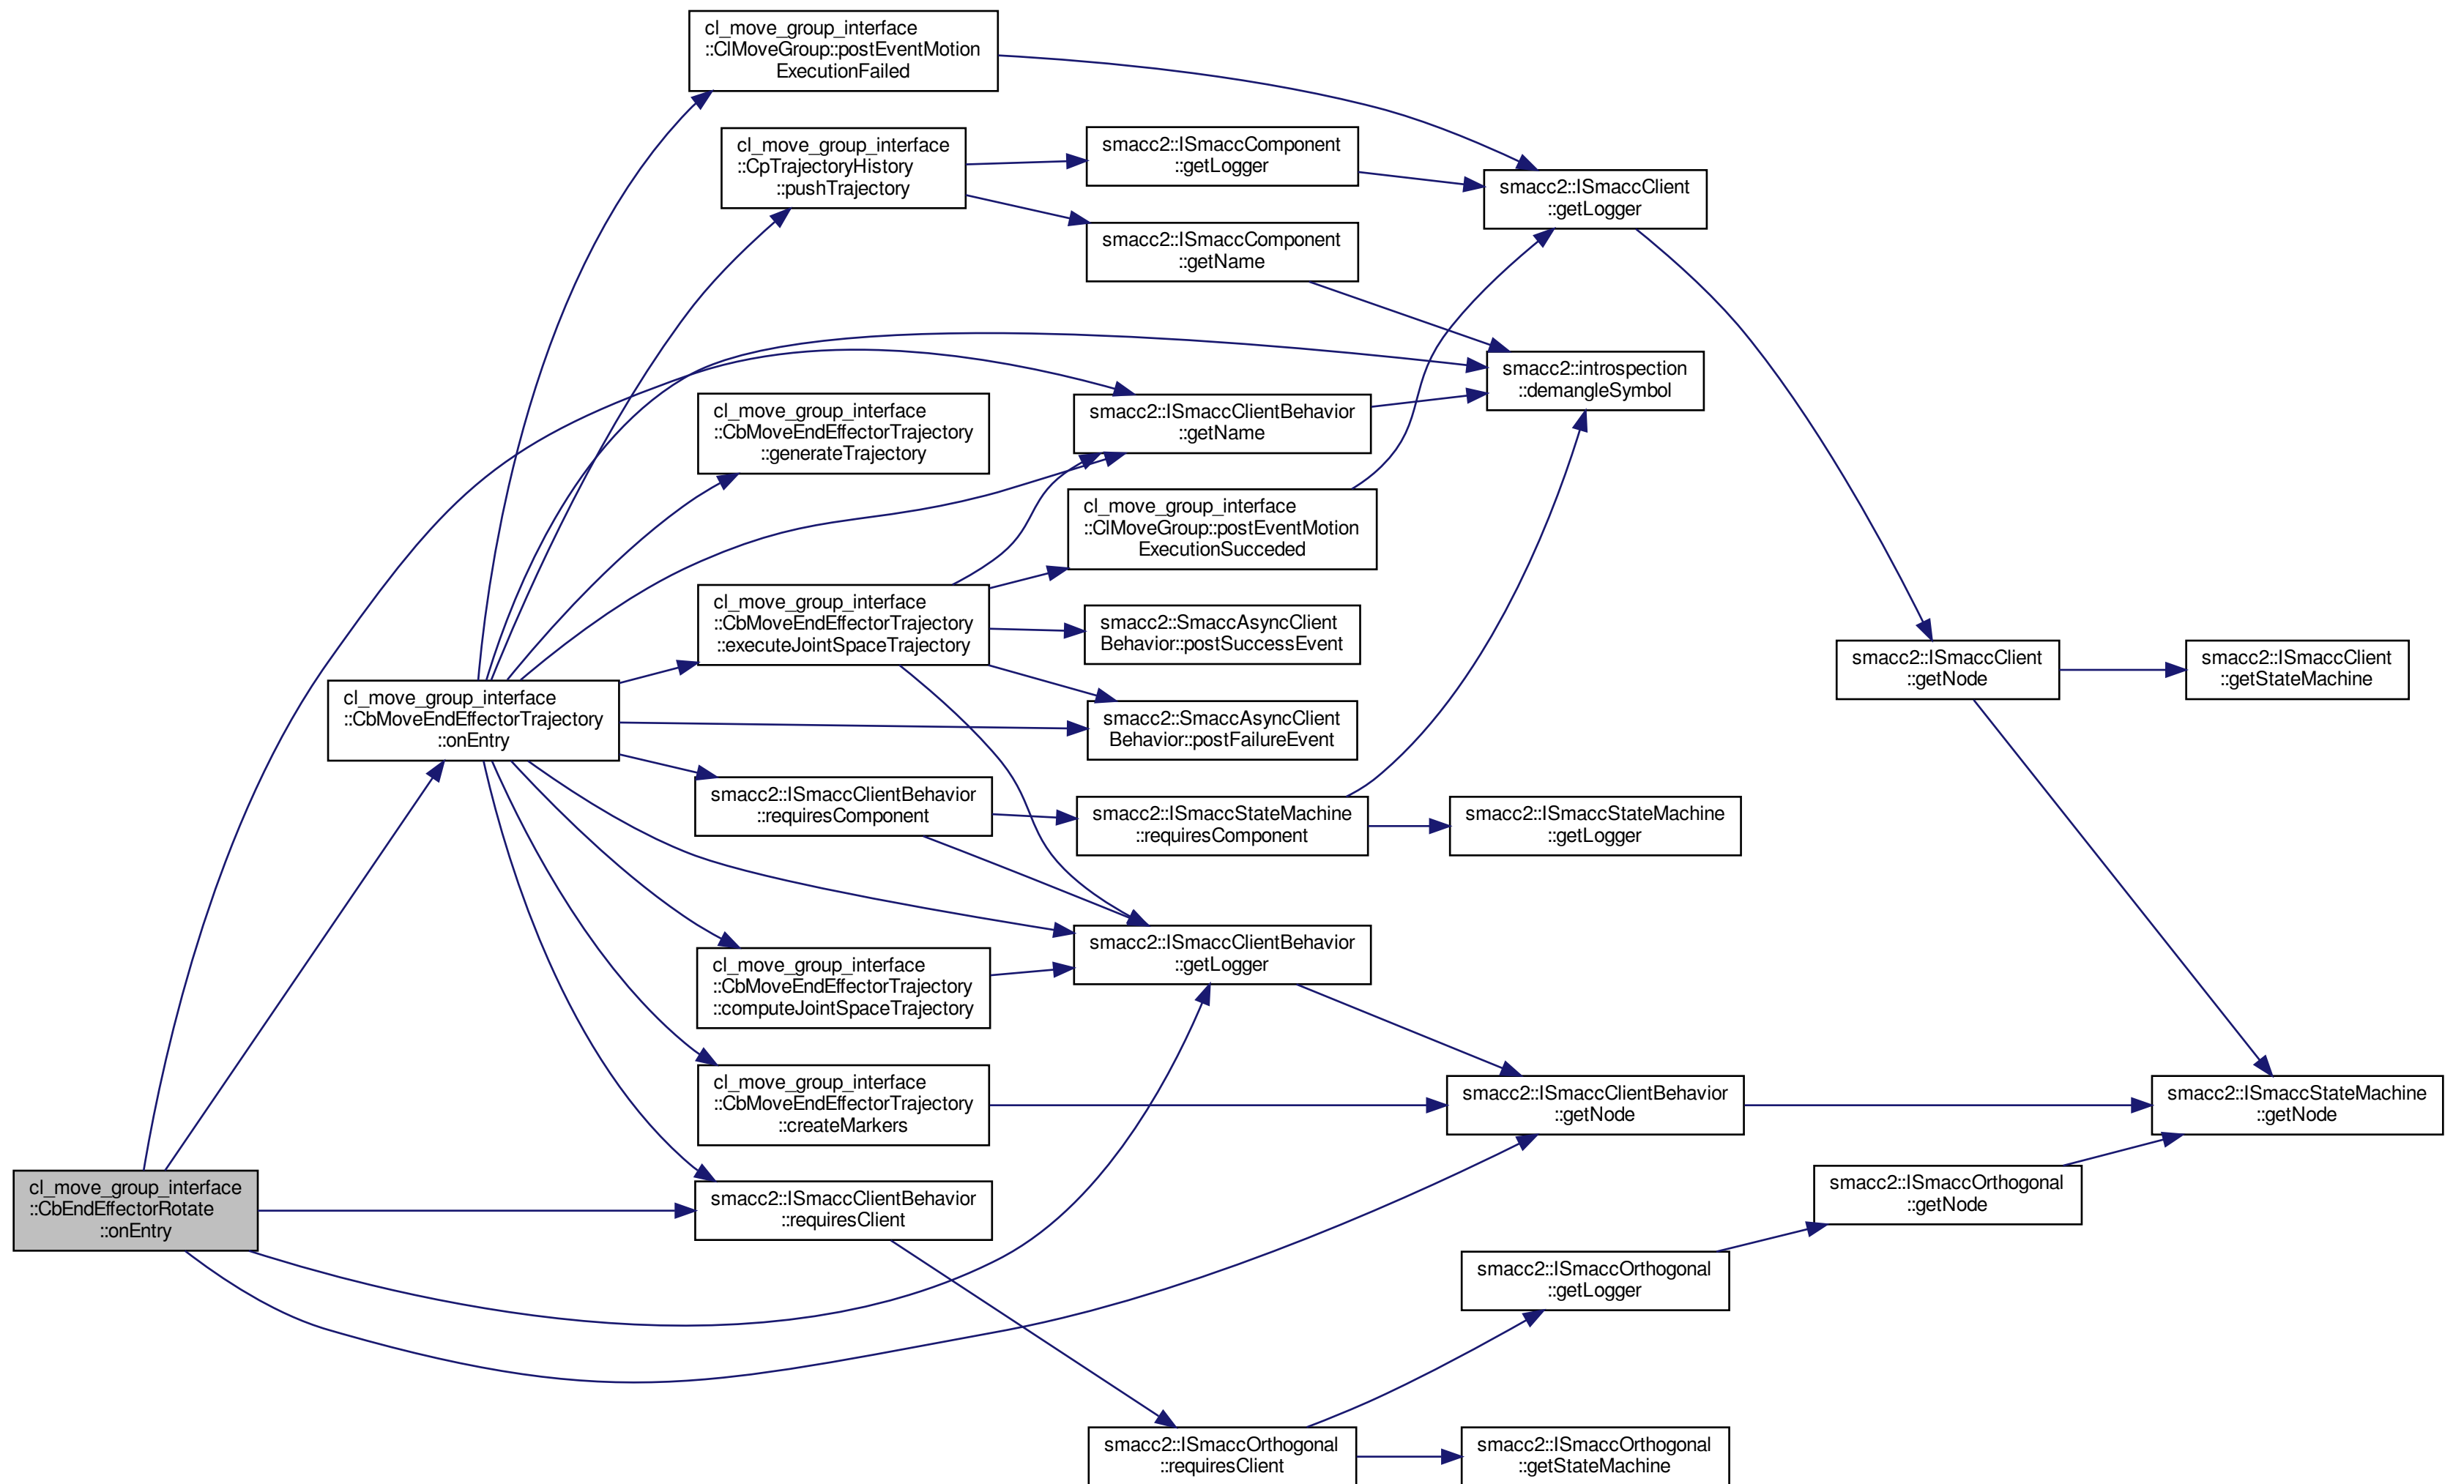 cl_move_group_interface
::ClMoveGroup::postEventMotion
ExecutionFailed
cl_move_group_interface
::CpTrajectoryHistory
::pushTrajectory
smacc2::ISmaccComponent
::getLogger
smacc2::ISmaccClient
::getLogger
smacc2::ISmaccComponent
::getName
smacc2::introspection
::demangleSymbol
cl_move_group_interface
::CbMoveEndEffectorTrajectory
::generateTrajectory
smacc2::ISmaccClientBehavior
::getName
cl_move_group_interface
::ClMoveGroup::postEventMotion
ExecutionSucceded
cl_move_group_interface
::CbMoveEndEffectorTrajectory
::executeJointSpaceTrajectory
smacc2::SmaccAsyncClient
Behavior::postSuccessEvent
smacc2::ISmaccClient
::getNode
smacc2::ISmaccClient
::getStateMachine
cl_move_group_interface
::CbMoveEndEffectorTrajectory
::onEntry
smacc2::SmaccAsyncClient
Behavior::postFailureEvent
smacc2::ISmaccClientBehavior
::requiresComponent
smacc2::ISmaccStateMachine
::requiresComponent
smacc2::ISmaccStateMachine
::getLogger
smacc2::ISmaccClientBehavior
::getLogger
cl_move_group_interface
::CbMoveEndEffectorTrajectory
::computeJointSpaceTrajectory
cl_move_group_interface
::CbMoveEndEffectorTrajectory
::createMarkers
smacc2::ISmaccClientBehavior
::getNode
smacc2::ISmaccStateMachine
::getNode
cl_move_group_interface
::CbEndEffectorRotate
::onEntry
smacc2::ISmaccClientBehavior
::requiresClient
smacc2::ISmaccOrthogonal
::getNode
smacc2::ISmaccOrthogonal
::getLogger
smacc2::ISmaccOrthogonal
::requiresClient
smacc2::ISmaccOrthogonal
::getStateMachine